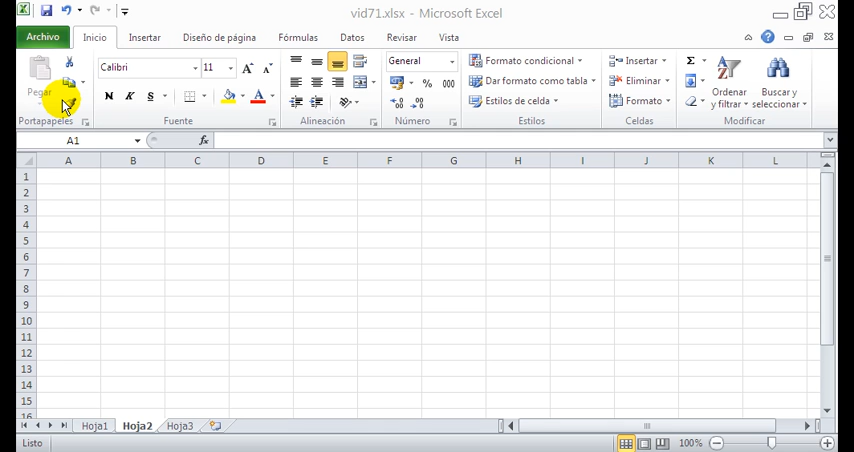 vid71.xlsx - Microsoft Excel
Archivo Inicio Insertar Diseño de página Fórmulas Datos Revisar Vista
Pegar
Calibri 11
N K S
General
% 000
Formato condicional
Dar formato como tabla
Estilos de celda
Insertar
Eliminar
Formato
Σ
Ordenar y filtrar
Buscar y seleccionar
Portapapeles Fuente Alineación Número Estilos Celdas Modificar
A1 fx
A B C D E F G H I J K L
1
2
3
4
5
6
7
8
9
10
11
12
13
14
15
16
Hoja1 Hoja2 Hoja3
Listo 100%